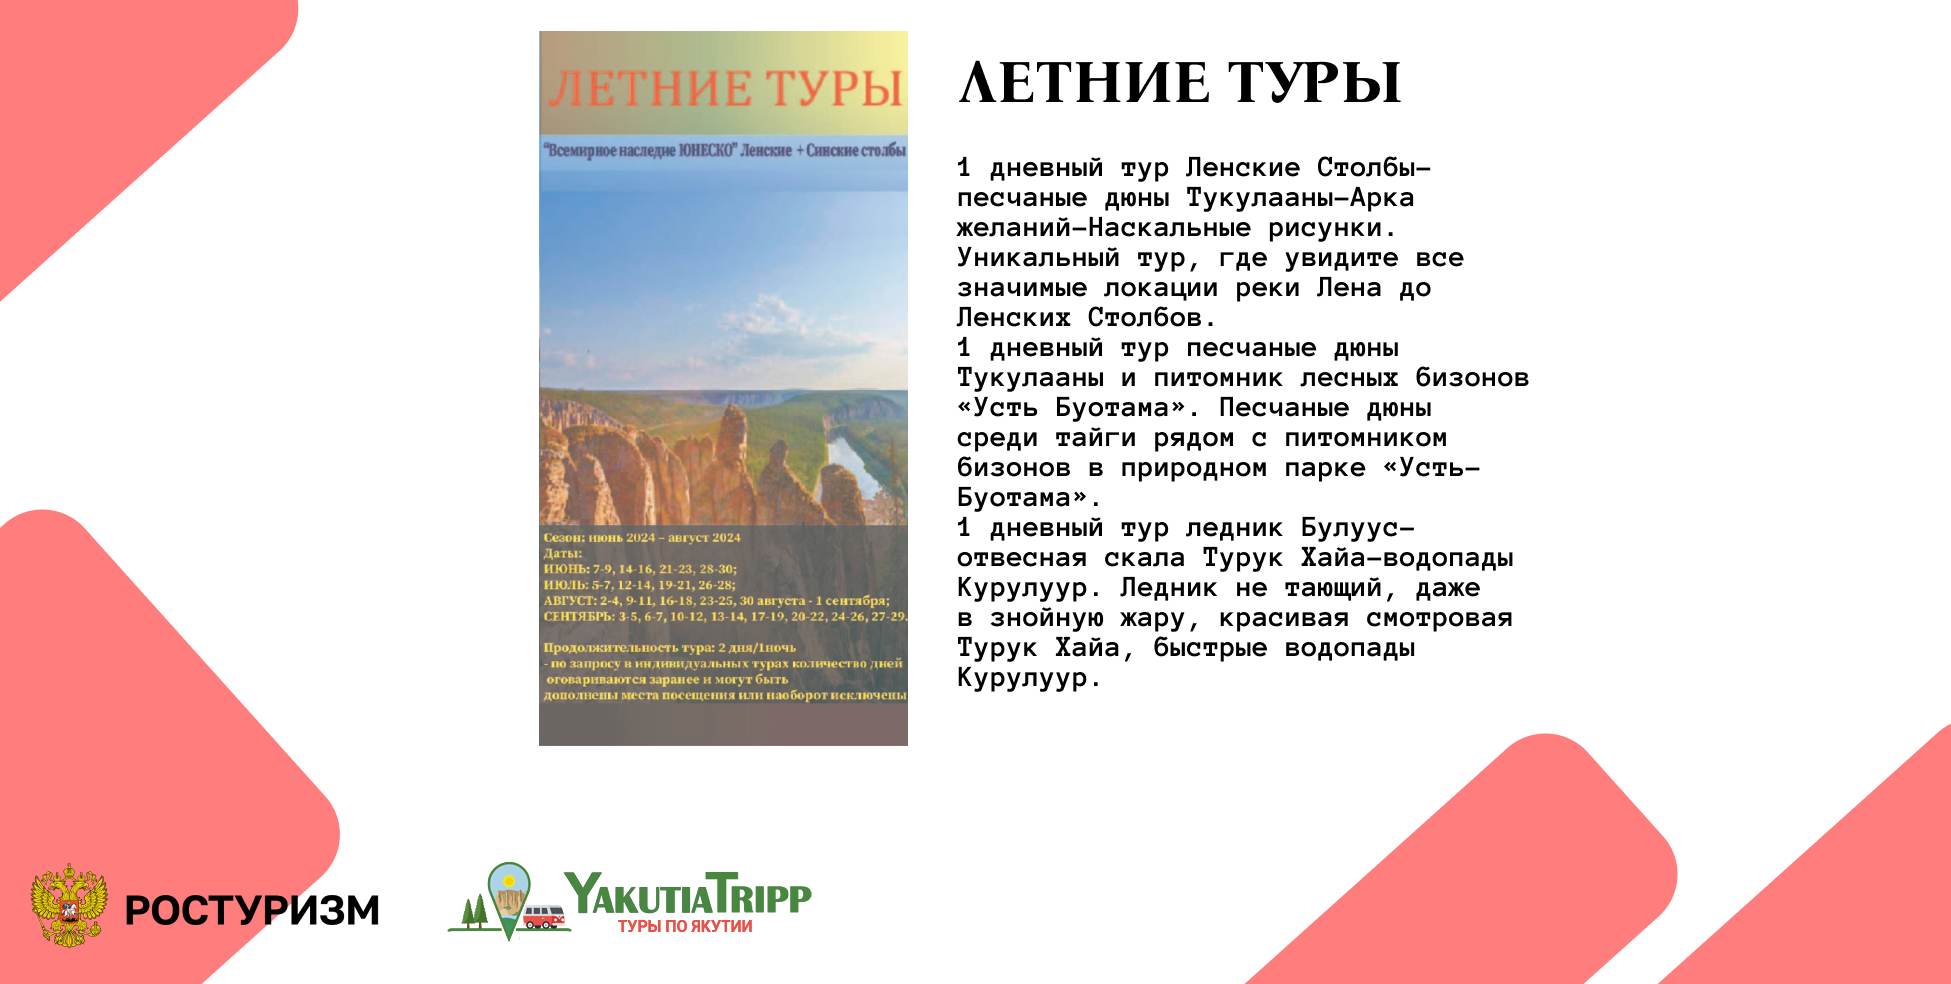 ЛЕТНИЕ ТУРЫ
"Всемирное наследие ЮНЕСКО" Ленские + Синские столбы
Сезон: июнь 2024 – август 2024
Даты:
ИЮНЬ: 7-9, 14-16, 21-23, 28-30;
ИЮЛЬ: 5-7, 12-14, 19-21, 26-28;
АВГУСТ: 2-4, 9-11, 16-18, 23-25, 30 августа - 1 сентября;
СЕНТЯБРЬ: 3-5, 6-7, 10-12, 13-14, 17-19, 20-22, 24-26, 27-29.
Продолжительность тура: 2 дня/1ночь
- по запросу в индивидуальных турах количество дней
оговариваются заранее и могут быть
дополнены места посещения или наоборот исключены
ЛЕТНИЕ ТУРЫ
1 дневный тур Ленские Столбы–
песчаные дюны Тукулааны–Арка
желаний–Наскальные рисунки.
Уникальный тур, где увидите все
значимые локации реки Лена до
Ленских Столбов.
1 дневный тур песчаные дюны
Тукулааны и питомник лесных бизонов
«Усть Буотама». Песчаные дюны
среди тайги рядом с питомником
бизонов в природном парке «Усть–
Буотама».
1 дневный тур ледник Булуус–
отвесная скала Турук Хайа–водопады
Курулуур. Ледник не тающий, даже
в знойную жару, красивая смотровая
Турук Хайа, быстрые водопады
Курулуур.
РОСТУРИЗМ
YAKUTIATRIPP
ТУРЫ ПО ЯКУТИИ